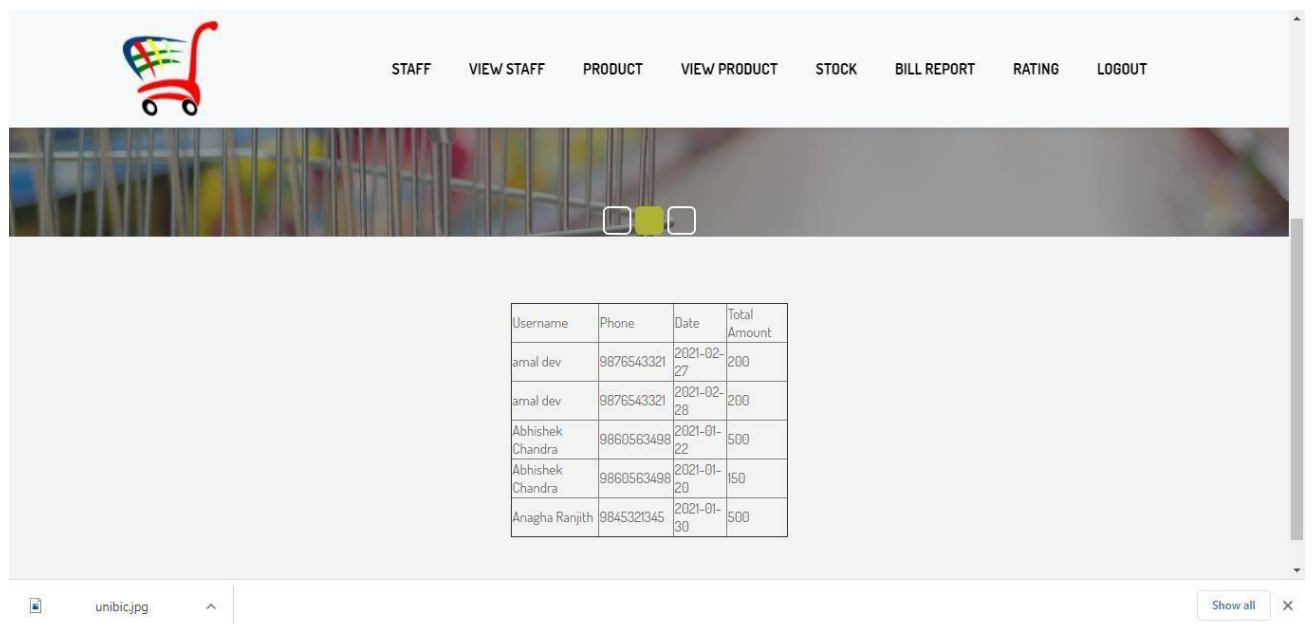 STAFF VIEW STAFF PRODUCT VIEW PRODUCT STOCK BILL REPORT RATING LOGOUT
Username Phone Date Total
Amount
amal dev 9876543321 2021-02-
27 200
amal dev 9876543321 2021-02-
28 200
Abhishek
Chandra 9860563498 2021-01-
22 500
Abhishek
Chandra 9860563498 2021-01-
20 150
Anagha Ranjith 9845321345 2021-01-
30 500
unibic.jpg Show all